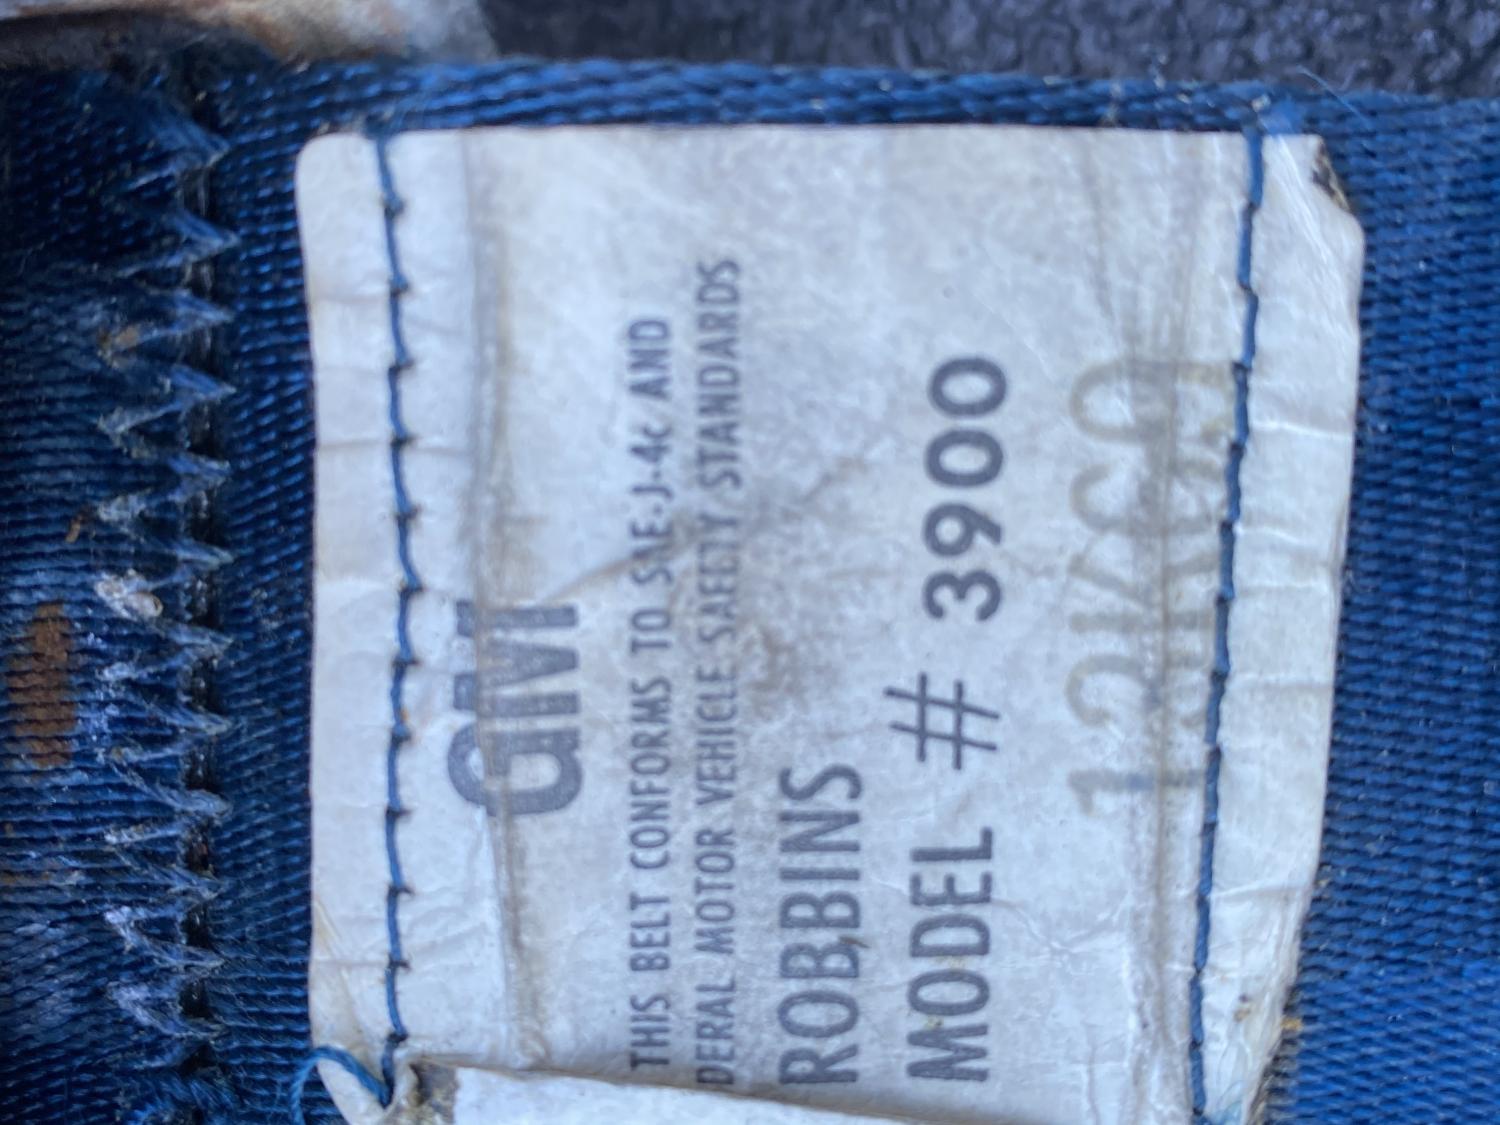 GM
THIS BELT CONFORMS TO SAE-J-4c AND
DERAL MOTOR VEHICLE SAFETY STANDARDS
ROBBINS
MODEL # 3900